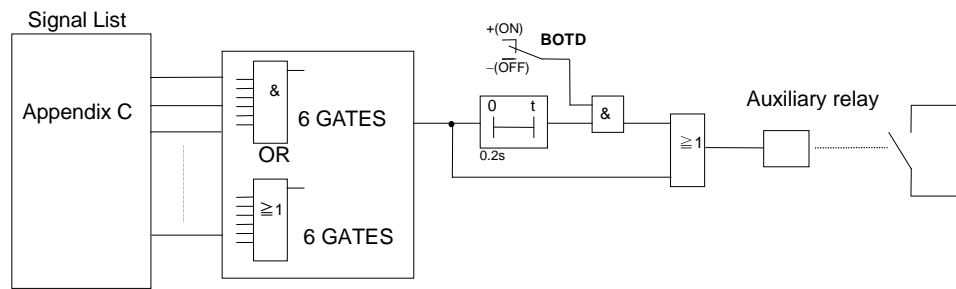 Signal List
Appendix C
&
6 GATES
OR
≧1
6 GATES
+(ON)
BOTD
−(OFF)
0 t
0.2s
&
≧1
Auxiliary relay